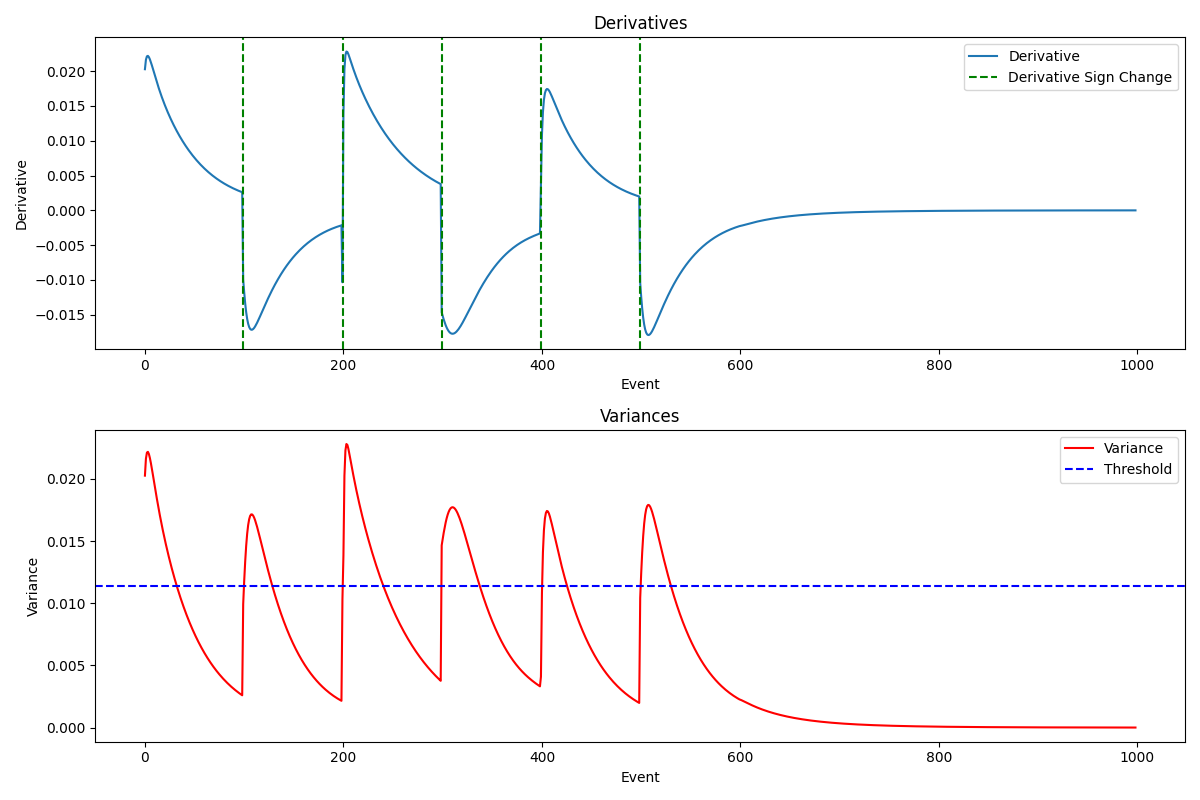 Derivatives
Derivative
Derivative Sign Change
0.020
0.015
0.010
0.005
0.000
−0.005
−0.010
−0.015
Derivative
0 200 400 600 800 1000
Event
Variances
Variance
Threshold
0.020
0.015
0.010
0.005
0.000
Variance
0 200 400 600 800 1000
Event